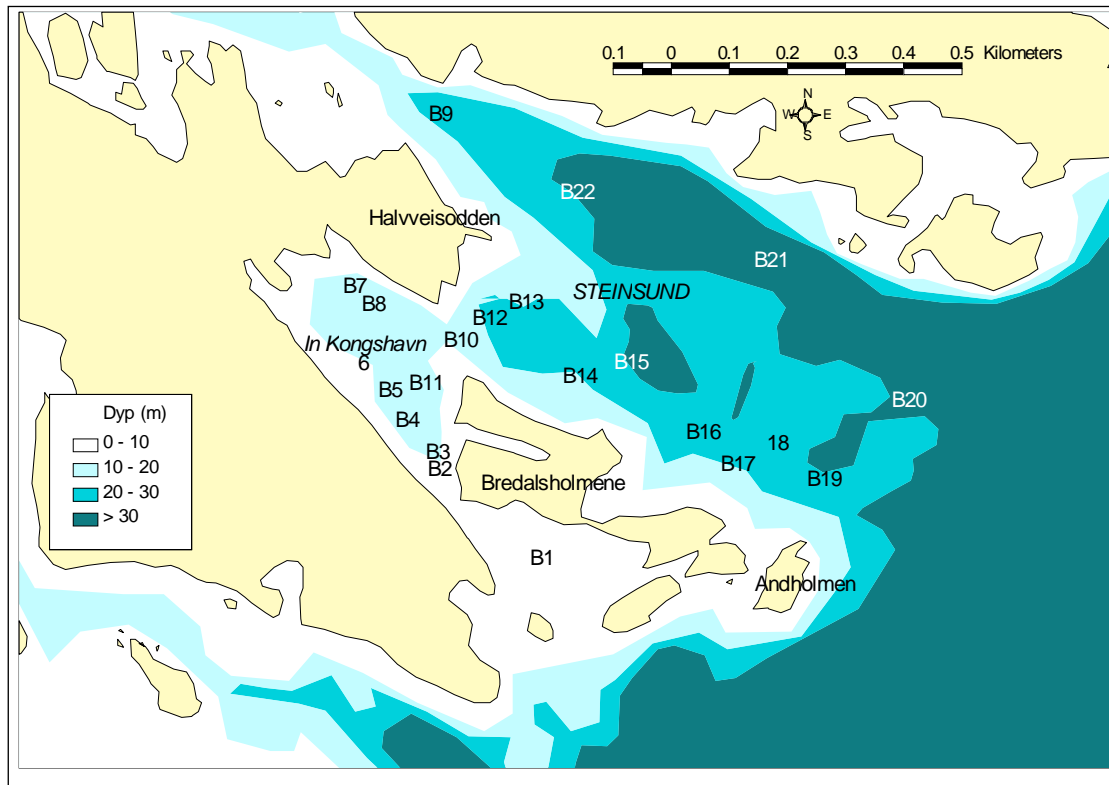 0.1 0 0.1 0.2 0.3 0.4 0.5 Kilometers
N
W E
S
B9
B22
Halvveisodden
B21
B7
B8
STEINSUND
B13
B12
B10
In Kongshavn
6
B15
B14
B11
B5
B20
B4
B16
18
B3
B17
B2
B19
Bredalsholmene
B1
Andholmen
Dyp (m)
0 - 10
10 - 20
20 - 30
> 30